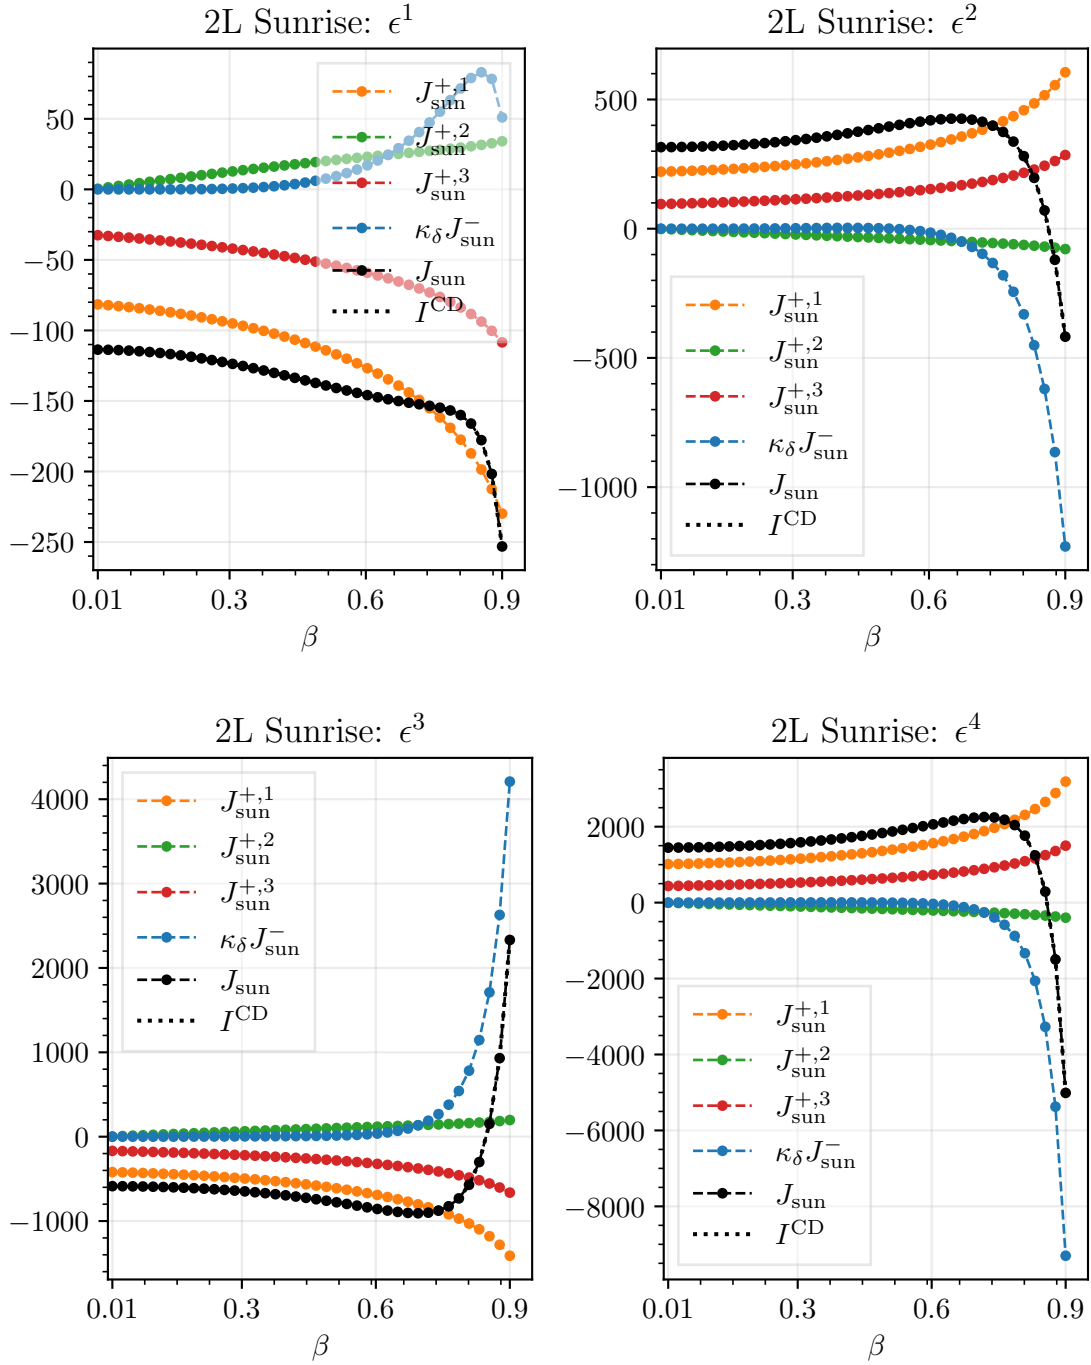 2L Sunrise: ϵ¹
50
0
−50
−100
−150
−200
−250
J_sun^{+,1}
J_sun^{+,2}
J_sun^{+,3}
κ_δ J_sun^−
J_sun
I^CD
0.01 0.3 0.6 0.9
β
2L Sunrise: ϵ²
500
0
−500
−1000
J_sun^{+,1}
J_sun^{+,2}
J_sun^{+,3}
κ_δ J_sun^−
J_sun
I^CD
0.01 0.3 0.6 0.9
β
2L Sunrise: ϵ³
4000
3000
2000
1000
0
−1000
J_sun^{+,1}
J_sun^{+,2}
J_sun^{+,3}
κ_δ J_sun^−
J_sun
I^CD
0.01 0.3 0.6 0.9
β
2L Sunrise: ϵ⁴
2000
0
−2000
−4000
−6000
−8000
J_sun^{+,1}
J_sun^{+,2}
J_sun^{+,3}
κ_δ J_sun^−
J_sun
I^CD
0.01 0.3 0.6 0.9
β